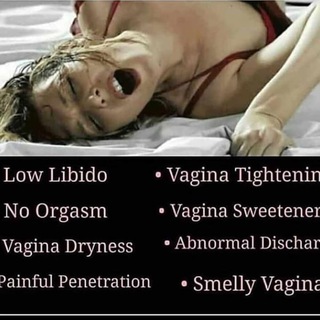 Low Libido
• Vagina Tightenin
No Orgasm
• Vagina Sweetener
Vagina Dryness
• Abnormal Dischar
Painful Penetration
• Smelly Vagina